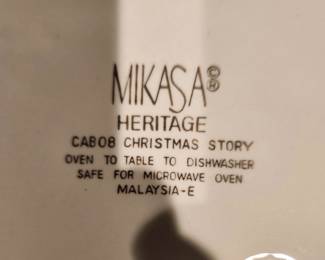 MIKASA©®
HERITAGE
CAB08 CHRISTMAS STORY
OVEN TO TABLE TO DISHWASHER
SAFE FOR MICROWAVE OVEN
MALAYSIA-E